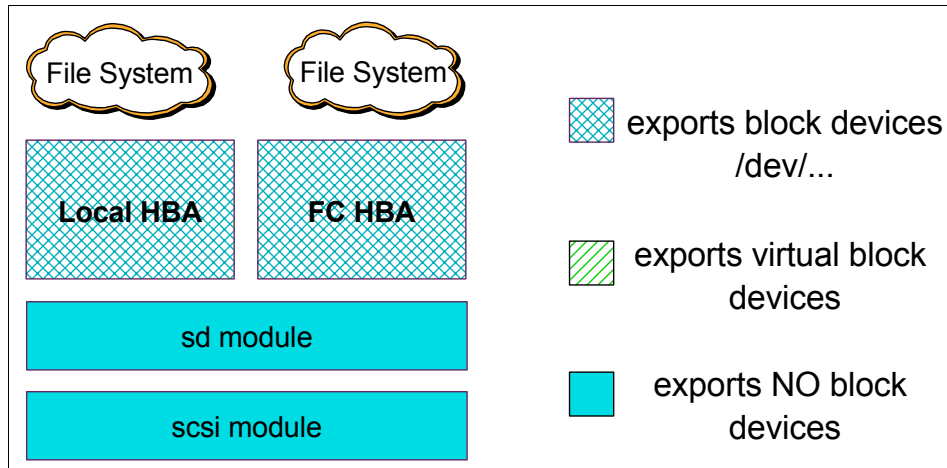 File System
File System
Local HBA
FC HBA
sd module
scsi module
exports block devices
/dev/...
exports virtual block
devices
exports NO block
devices